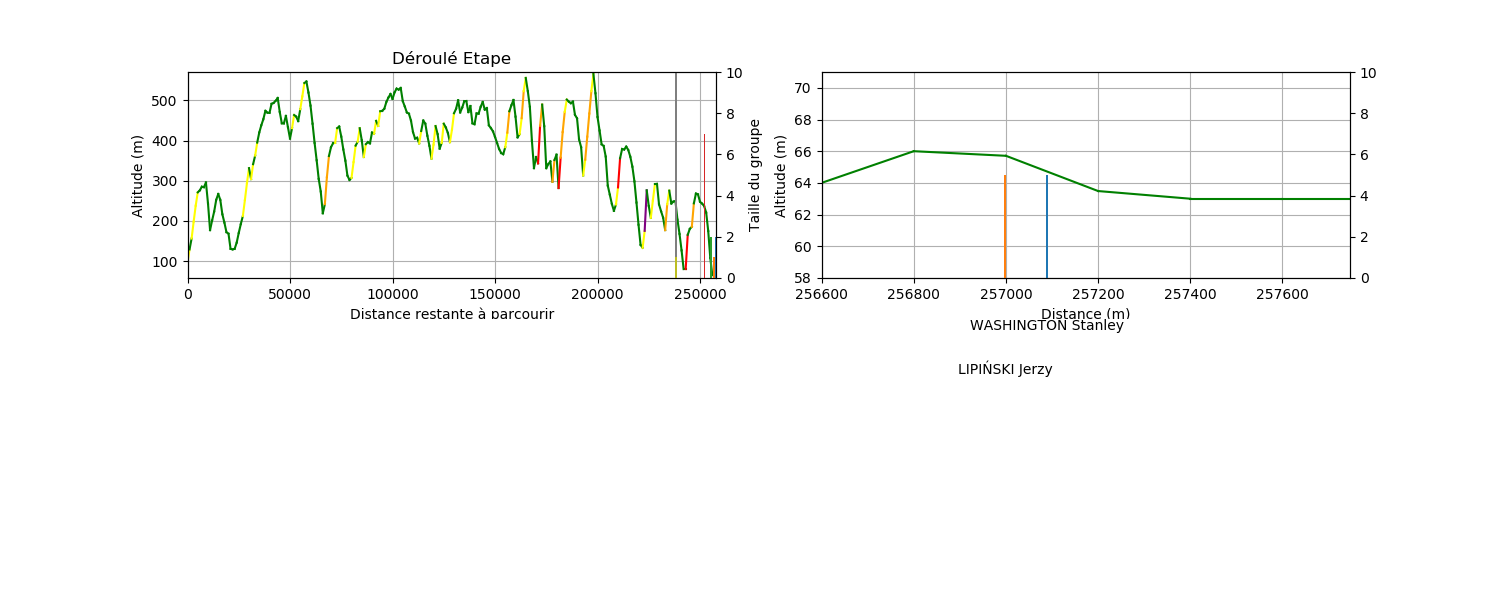 Déroulé Etape
Altitude (m)
500
400
300
200
100
0 50000 100000 150000 200000 250000
Distance restante à parcourir
10
8
6
4
2
0
Taille du groupe
Altitude (m)
70
68
66
64
62
60
58
256600 256800 257000 257200 257400 257600
Distance (m)
10
8
6
4
2
0
WASHINGTON Stanley
LIPIŃSKI Jerzy